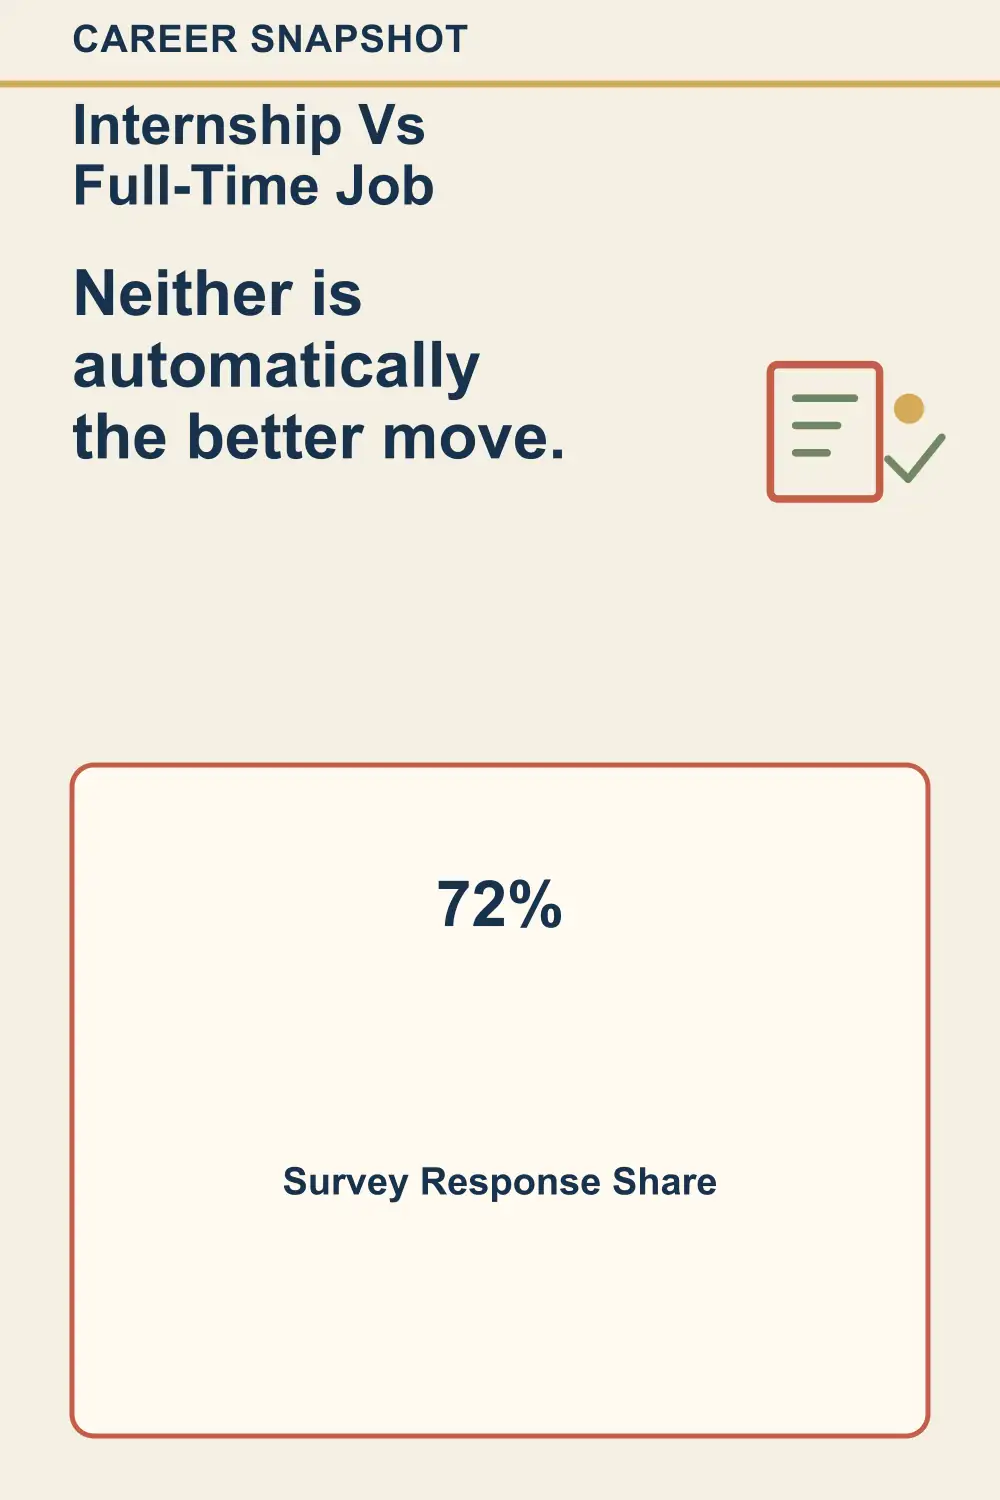 CAREER SNAPSHOT
Internship Vs
Full-Time Job
Neither is
automatically
the better move.
72%
Survey Response Share